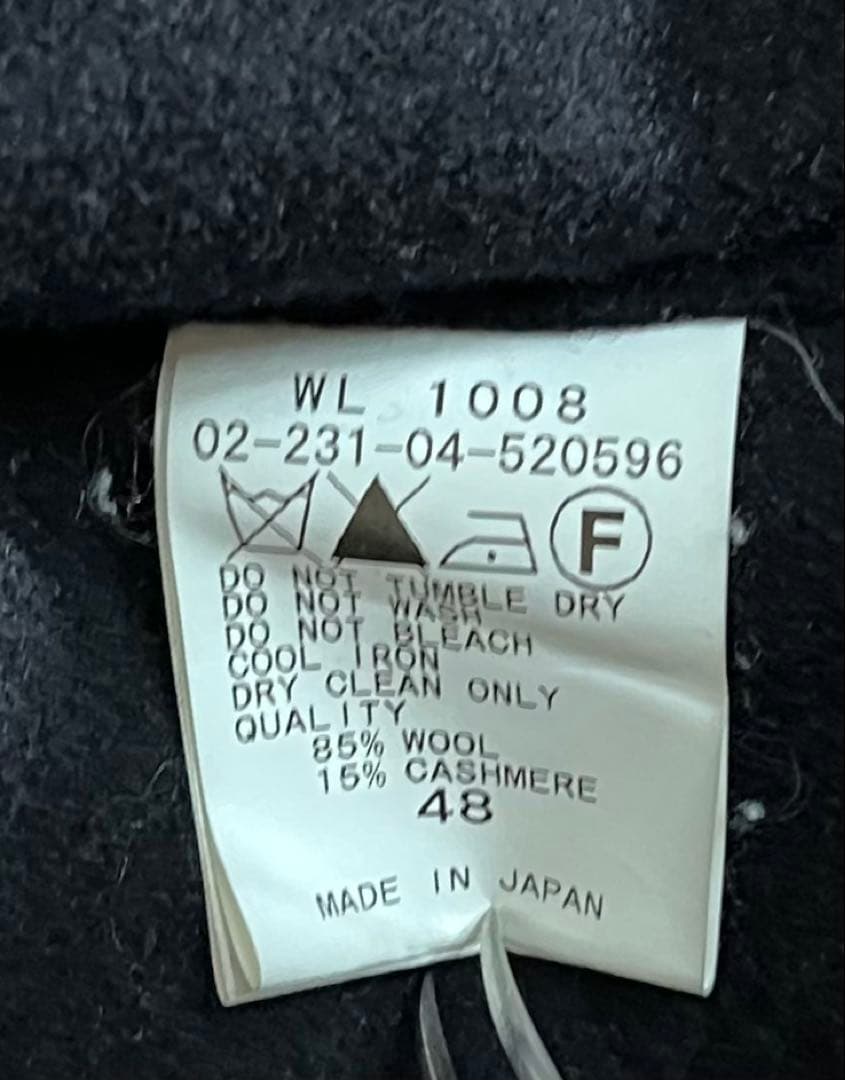 WL 1008
02-231-04-520596
F
DO NOT TUMBLE DRY
DO NOT WASH
DO NOT BLEACH
COOL IRON
DRY CLEAN ONLY
QUALITY
85% WOOL
15% CASHMERE
48
MADE IN JAPAN